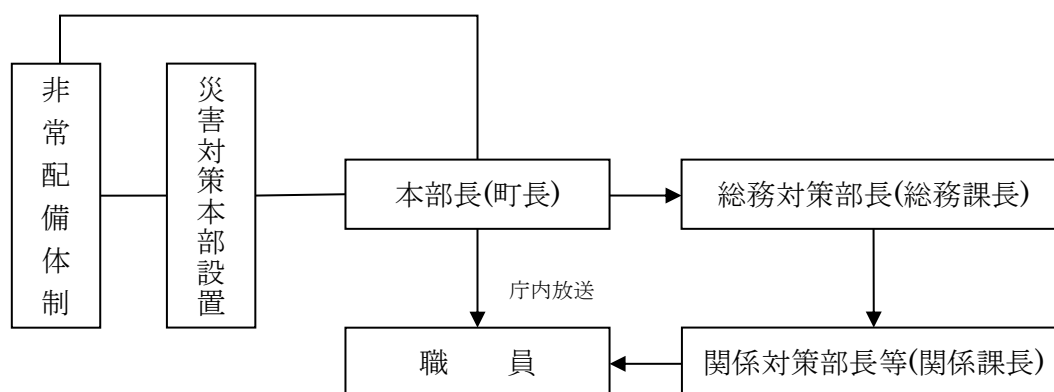 非常配備体制
災害対策本部設置
本部長(町長)
総務対策部長(総務課長)
庁内放送
職　　員
関係対策部長等(関係課長)